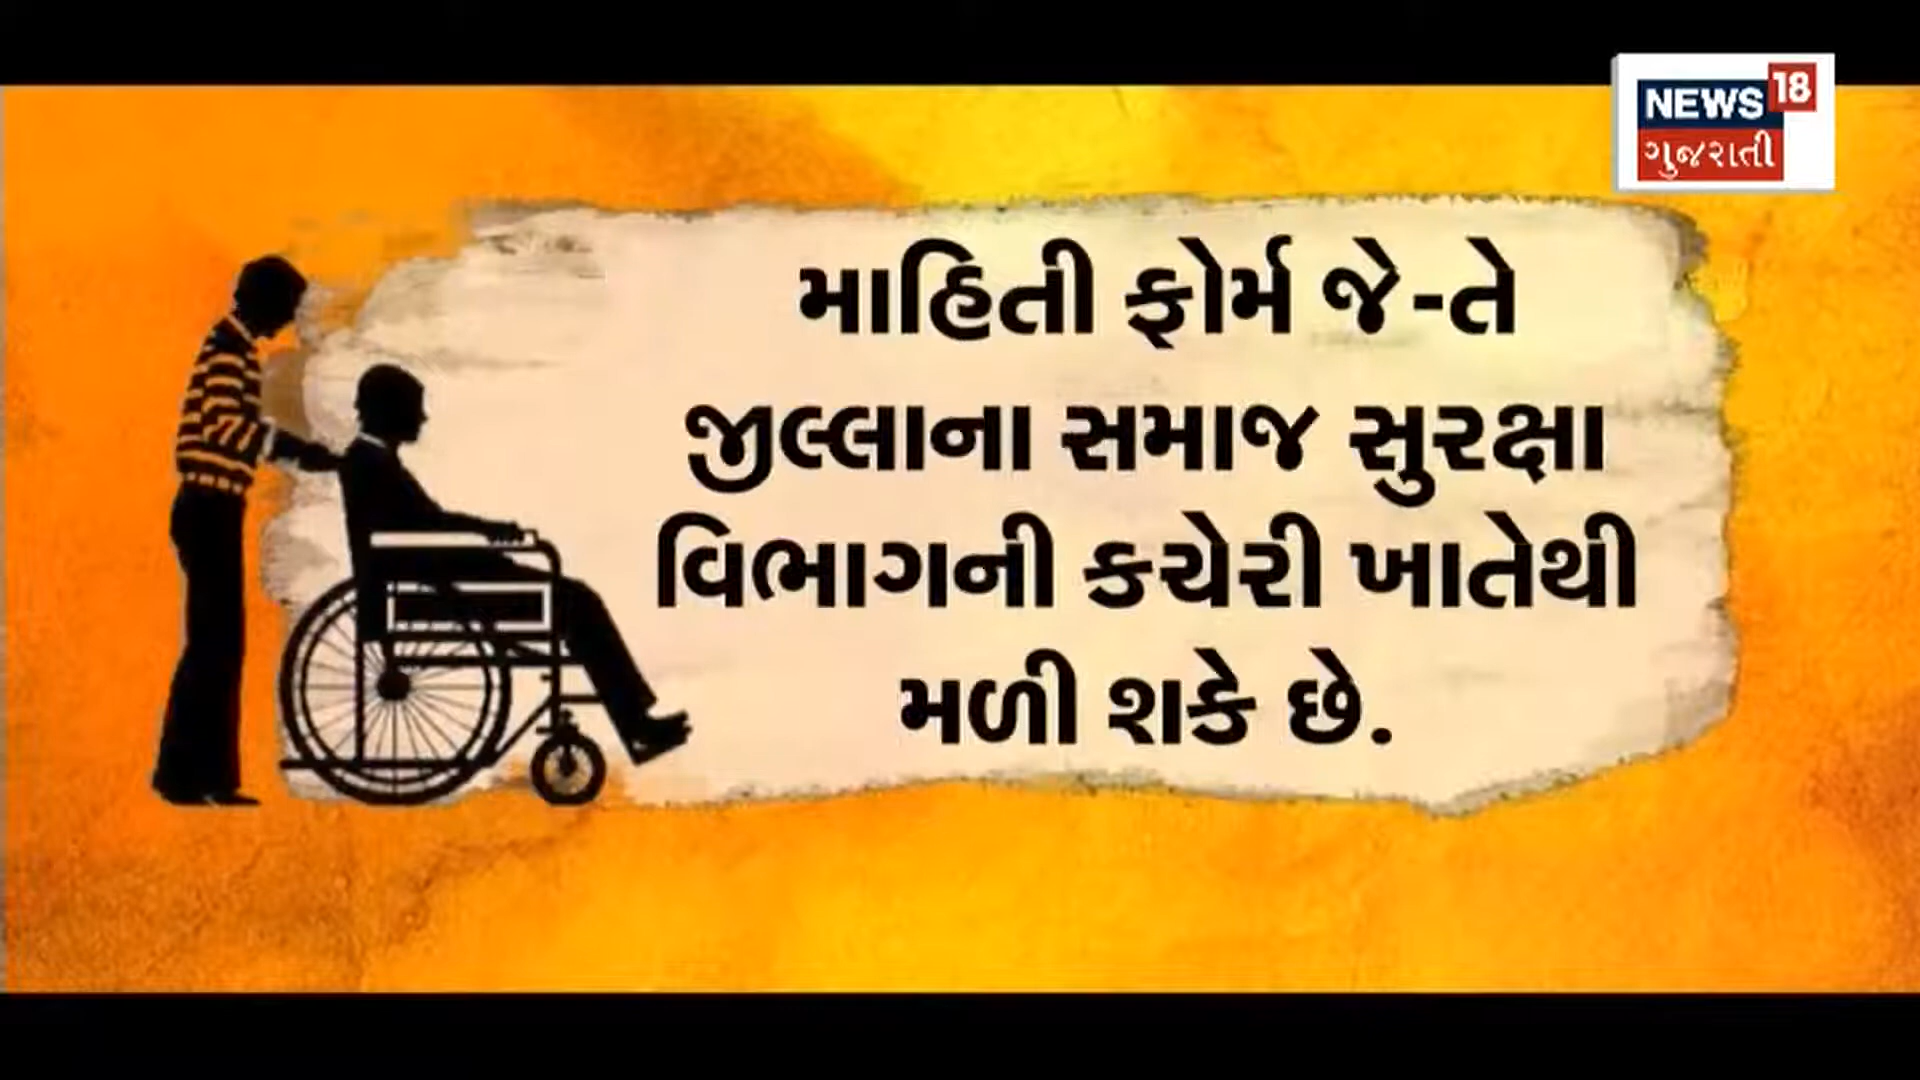 NEWS 18
ગુજરાતી
માહિતી ફોર્મ જે-તે
જીલ્લાના સમાજ સુરક્ષા
વિભાગની કચેરી ખાતેથી
મળી શકે છે.